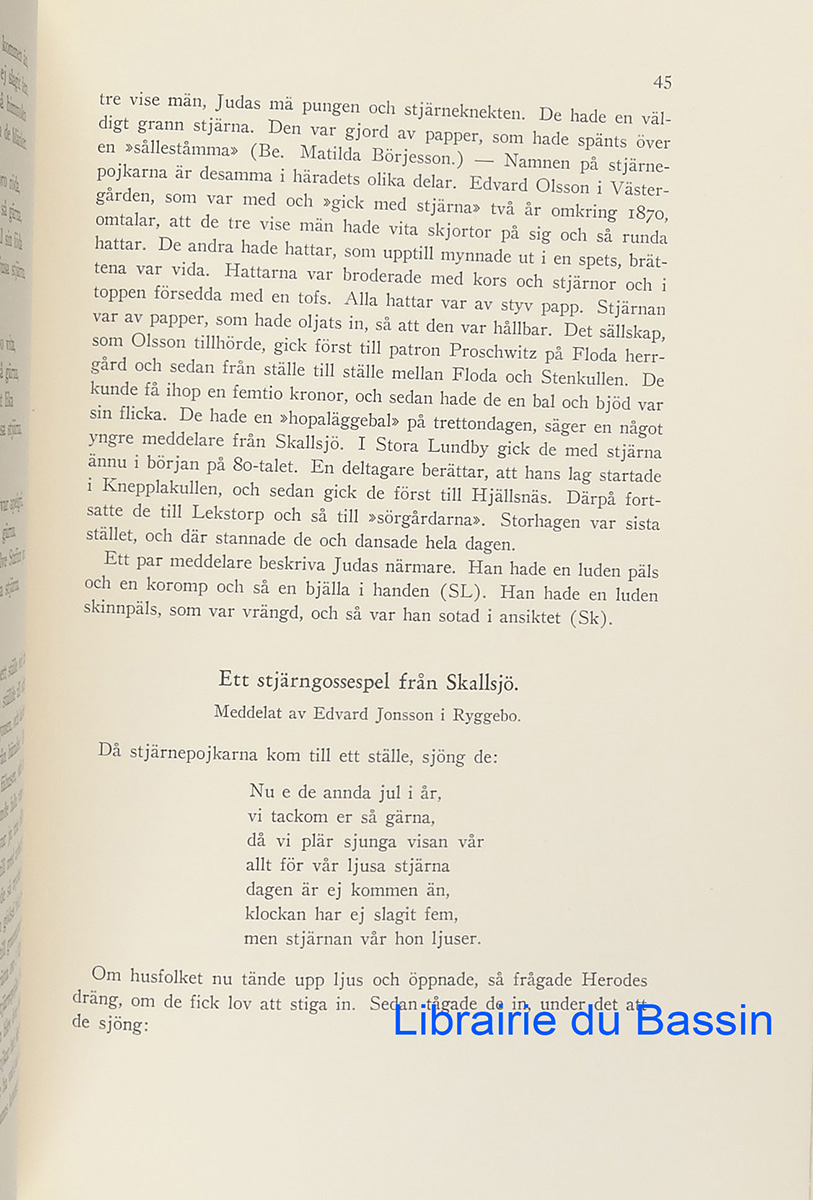 45
tre vise män, Judas mä pungen och stjärneknekten. De hade en väl-
digt grann stjärna. Den var gjord av papper, som hade spänts över
en »sållestämma» (Be. Matilda Börjesson.) — Namnen på stjärne-
pojkarna är desamma i häradets olika delar. Edvard Olsson i Väster-
gården, som var med och »gick med stjärna» två år omkring 1870,
omtalar, att de tre vise män hade vita skjortor på sig och så runda
hattar. De andra hade hattar, som upptill mynnade ut i en spets, brät-
tena var vida. Hattarna var broderade med kors och stjärnor och i
toppen försedda med en tofs. Alla hattar var av styv papp. Stjärnan
var av papper, som hade oljats in, så att den var hållbar. Det sällskap,
som Olsson tillhörde, gick först till patron Proschwitz på Floda herr-
gård och sedan från ställe till ställe mellan Floda och Stenkullen. De
kunde få ihop en femtio kronor, och sedan hade de en bal och bjöd var
sin flicka. De hade en »hopaläggebal» på trettondagen, säger en något
yngre meddelare från Skallsjö. I Stora Lundby gick de med stjärna
ännu i början på 80-talet. En deltagare berättar, att hans lag startade
i Knepplakullen, och sedan gick de först till Hjällsnäs. Därpå fort-
satte de till Lekstorp och så till »sörgårdarna». Storhagen var sista
stället, och där stannade de och dansade hela dagen.
Ett par meddelare beskriva Judas närmare. Han hade en luden päls
och en koromp och så en bjälla i handen (SL). Han hade en luden
skinnpäls, som var vrängd, och så var han sotad i ansiktet (Sk).
Ett stjärngossespel från Skallsjö.
Meddelat av Edvard Jonsson i Ryggebo.
Då stjärnepojkarna kom till ett ställe, sjöng de:
Nu e de annda jul i år,
vi tackom er så gärna,
då vi plär sjunga visan vår
allt för vår ljusa stjärna
dagen är ej kommen än,
klockan har ej slagit fem,
men stjärnan vår hon ljuser.
Om husfolket nu tände upp ljus och öppnade, så frågade Herodes
dräng, om de fick lov att stiga in. Sedan tågade de in, under det att
de sjöng:
Librairie du Bassin